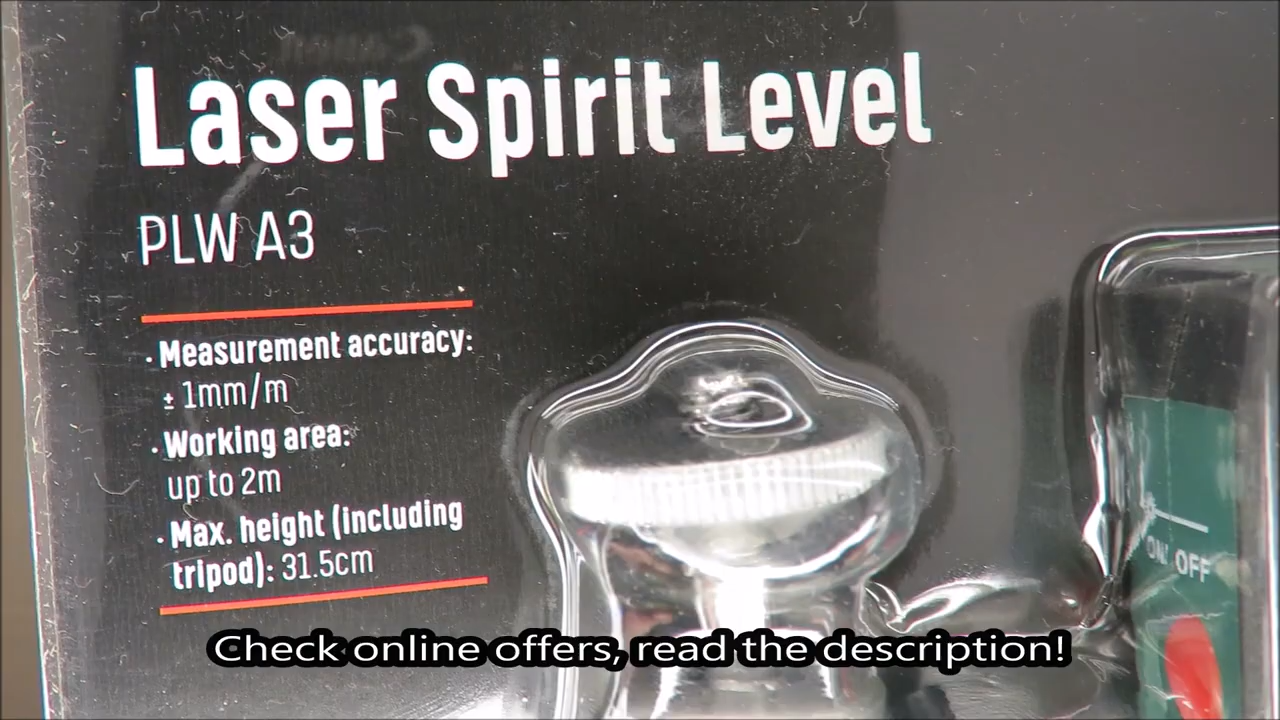 Laser Spirit Level
PLW A3
· Measurement accuracy:
± 1mm/m
· Working area:
up to 2m
· Max. height (including
tripod): 31.5cm
ON/ OFF
Check online offers, read the description!